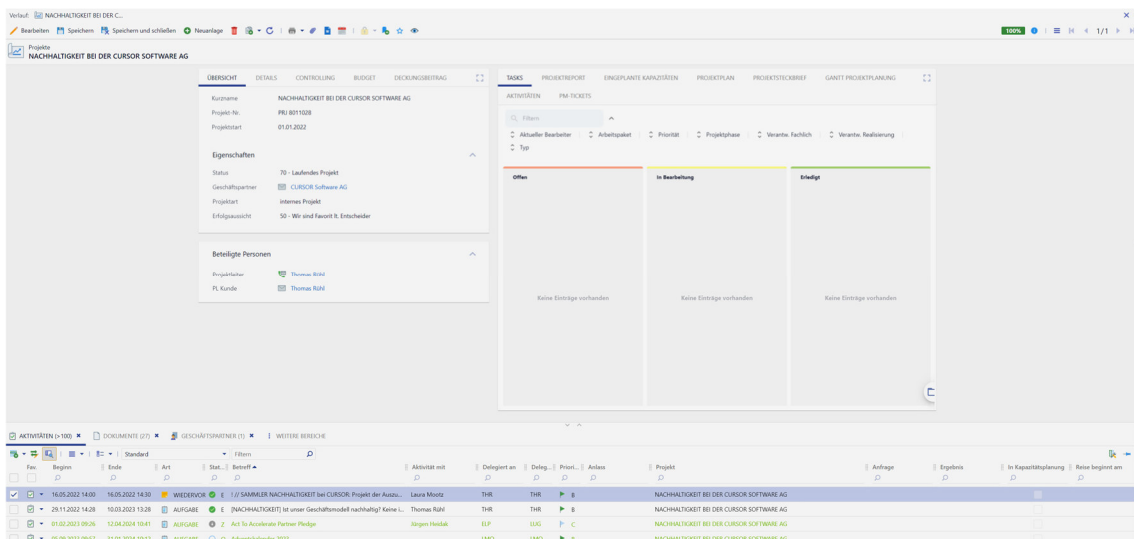 Verlauf: NACHHALTIGKEIT BEI DER C...
Bearbeiten Speichern Speichern und schließen Neuanlage 100% 1/1
Projekte
NACHHALTIGKEIT BEI DER CURSOR SOFTWARE AG
ÜBERSICHT DETAILS CONTROLLING BUDGET DECKUNGSBEITRAG
Kurzname NACHHALTIGKEIT BEI DER CURSOR SOFTWARE AG
Projekt-Nr. PRJ 8011028
Projektstart 01.01.2022
Eigenschaften
Status 70 - Laufendes Projekt
Geschäftspartner CURSOR Software AG
Projektart internes Projekt
Erfolgsaussicht 50 - Wir sind Favorit lt. Entscheider
Beteiligte Personen
Projektleiter Thomas Rühl
PL Kunde Thomas Rühl
TASKS PROJEKTREPORT EINGEPLANTE KAPAZITÄTEN PROJEKTPLAN PROJEKTSTECKBRIEF GANTT PROJEKTPLANUNG
AKTIVITÄTEN PM-TICKETS
Filtern
Aktueller Bearbeiter Arbeitspaket Priorität Projektphase Verantw. Fachlich Verantw. Realisierung
Typ
Offen In Bearbeitung Erledigt
Keine Einträge vorhanden Keine Einträge vorhanden Keine Einträge vorhanden
AKTIVITÄTEN (>100) DOKUMENTE (27) GESCHÄFTSPARTNER (1) WEITERE BEREICHE
Standard Filtern
Fav. Beginn Ende Art Stat... Betreff Aktivität mit Delegiert an Deleg... Priori... Anlass Projekt Anfrage Ergebnis In Kapazitätsplanung Reise beginnt am
16.05.2022 14:00 16.05.2022 14:30 WIEDERVOR E ! // SAMMLER NACHHALTIGKEIT bei CURSOR: Projekt der Auszu... Laura Mootz THR THR B NACHHALTIGKEIT BEI DER CURSOR SOFTWARE AG
29.11.2022 14:28 10.03.2023 13:28 AUFGABE E [NACHHALTIGKEIT] Ist unser Geschäftsmodell nachhaltig? Keine i... Thomas Rühl THR THR B NACHHALTIGKEIT BEI DER CURSOR SOFTWARE AG
01.02.2023 09:26 12.04.2024 10:41 AUFGABE Z Act To Accelerate Partner Pledge Jürgen Heidak ELP LUG C NACHHALTIGKEIT BEI DER CURSOR SOFTWARE AG